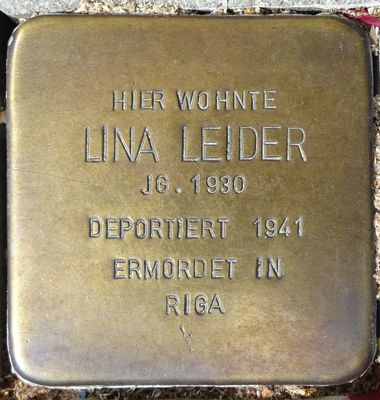 HIER WOHNTE
LINA LEIDER
JG. 1930
DEPORTIERT 1941
ERMORDET IN
RIGA